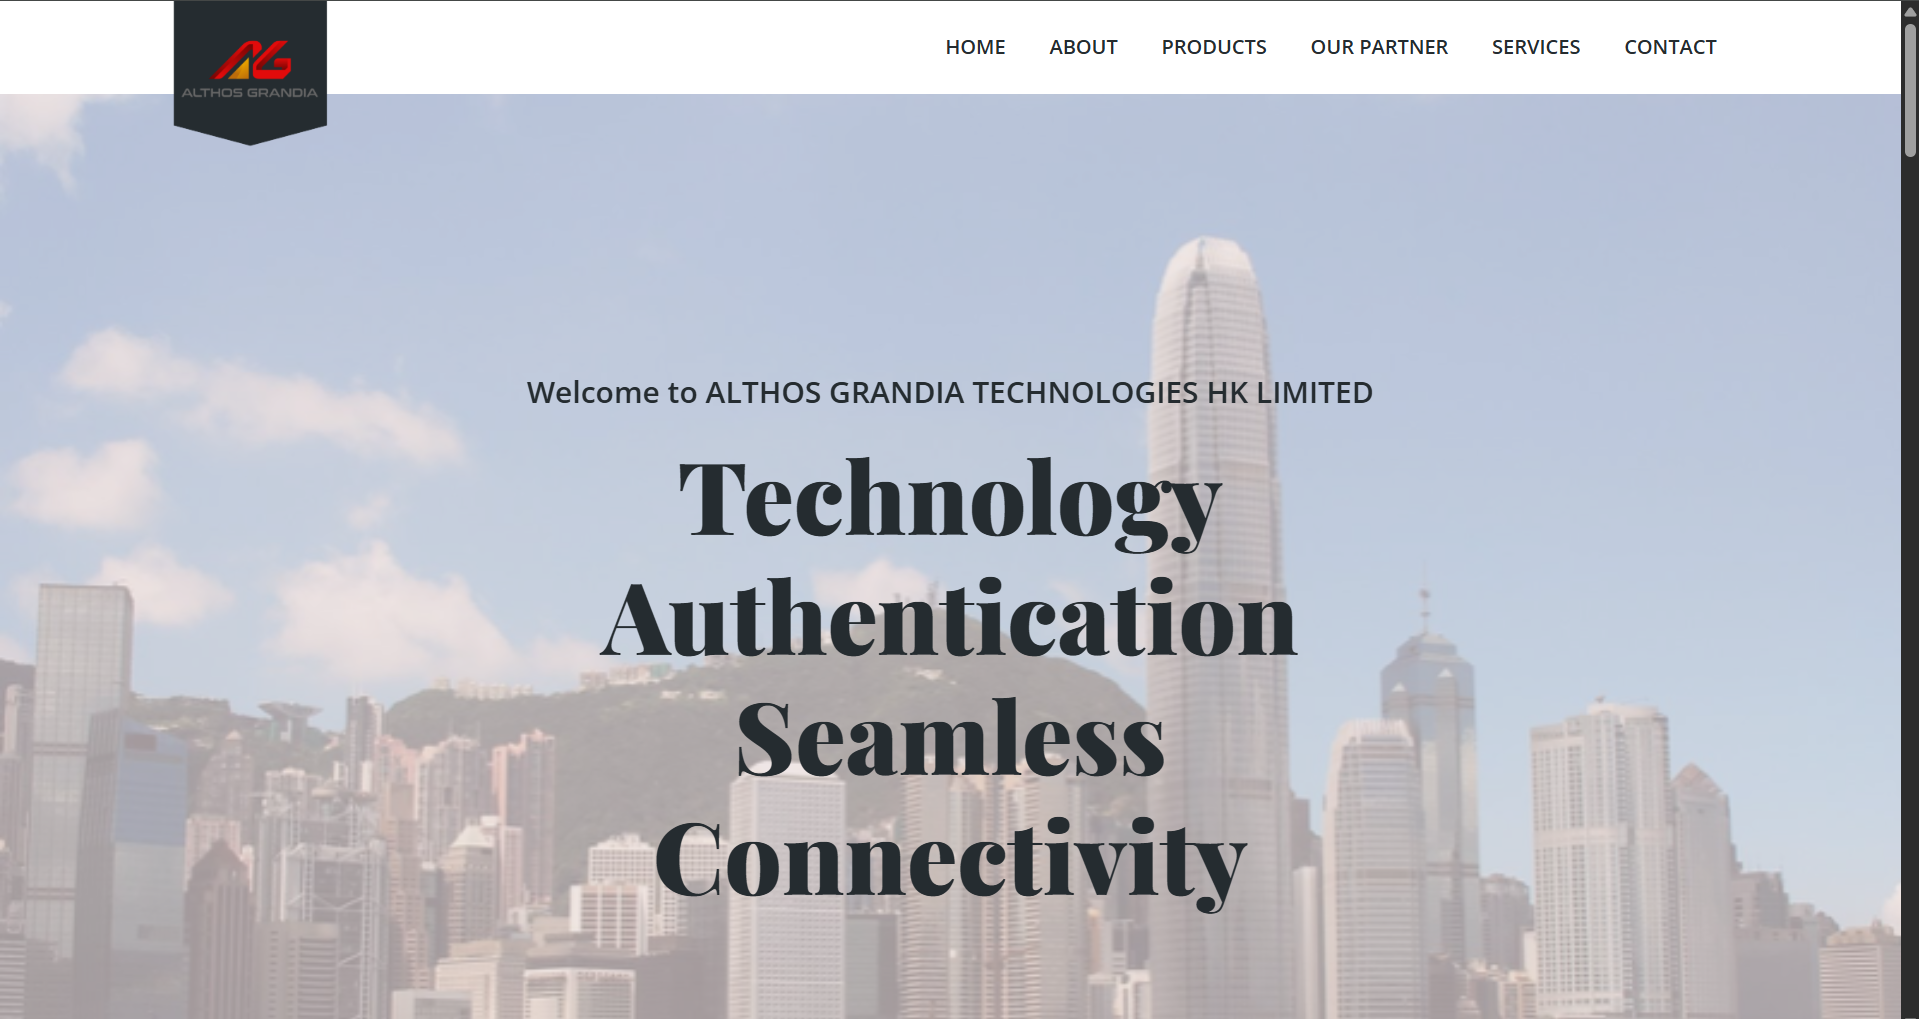 ALTHOS GRANDIA
HOME ABOUT PRODUCTS OUR PARTNER SERVICES CONTACT
Welcome to ALTHOS GRANDIA TECHNOLOGIES HK LIMITED
Technology
Authentication
Seamless
Connectivity